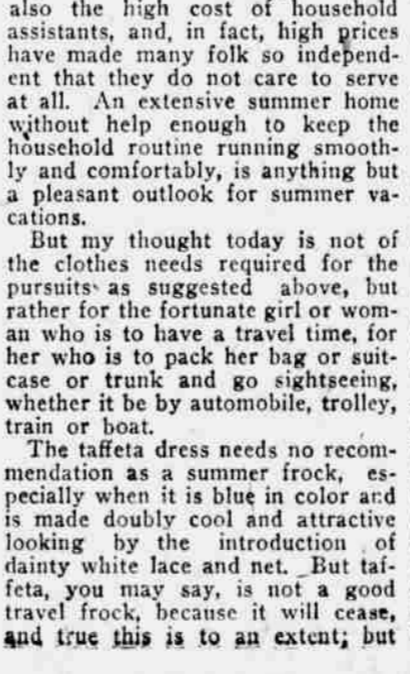 also the high cost of household
assistants, and, in fact, high prices
have made many folk so independ-
ent that they do not care to serve
at all. An extensive summer home
without help enough to keep the
household routine running smooth-
ly and comfortably, is anything but
a pleasant outlook for summer va-
cations.
But my thought today is not of
the clothes needs required for the
pursuits as suggested above, but
rather for the fortunate girl or wom-
an who is to have a travel time, for
her who is to pack her bag or suit-
case or trunk and go sightseeing,
whether it be by automobile, trolley,
train or boat.
The taffeta dress needs no recom-
mendation as a summer frock, es-
pecially when it is blue in color and
is made doubly cool and attractive
looking by the introduction of
dainty white lace and net. But taf-
feta, you may say, is not a good
travel frock, because it will cease,
and true this is to an extent; but